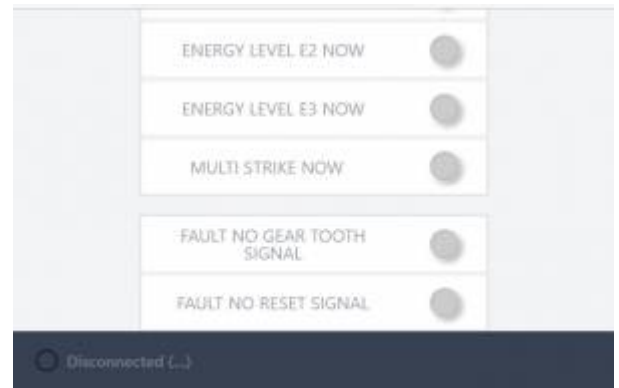 ENERGY LEVEL E2 NOW
ENERGY LEVEL E3 NOW
MULTI STRIKE NOW
FAULT NO GEAR TOOTH
SIGNAL
FAULT NO RESET SIGNAL
Disconnected (...)